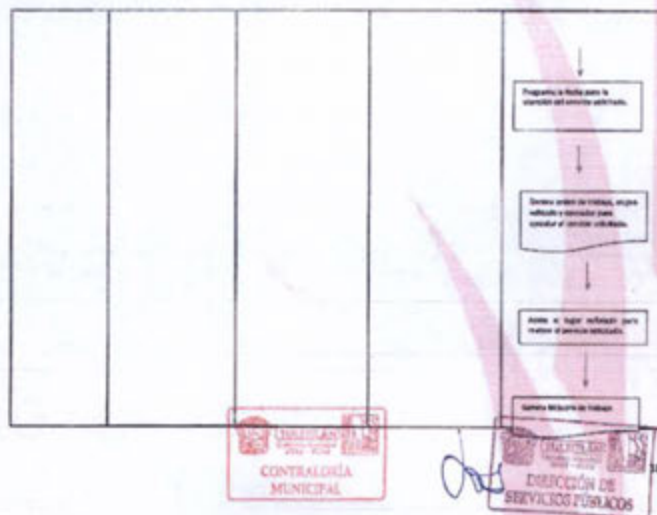 Programa la fecha para la
atención del servicio solicitado.
Genera orden de trabajo, asigna
vehículo y operador para
ejecutar el servicio solicitado.
Asiste al lugar señalado para
realizar el servicio solicitado.
Genera de trabajo
CONTRALORÍA
MUNICIPAL
DIRECCIÓN DE
SERVICIOS PÚBLICOS